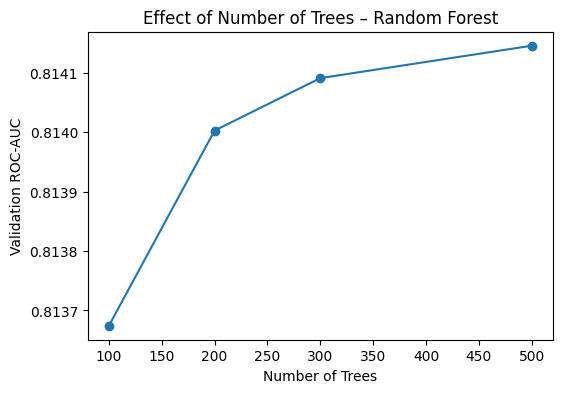 Effect of Number of Trees – Random Forest
0.8141
0.8140
0.8139
0.8138
0.8137
Validation ROC-AUC
100 150 200 250 300 350 400 450 500
Number of Trees